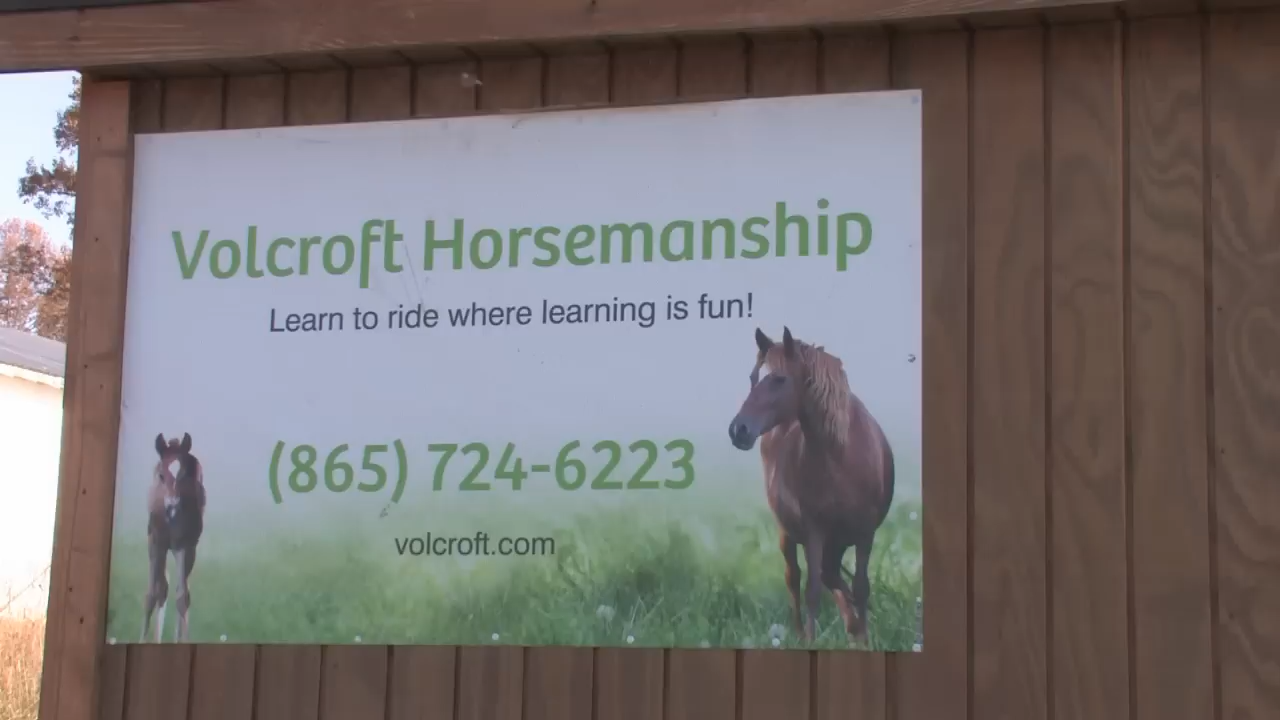 Volcroft Horsemanship
Learn to ride where learning is fun!
(865) 724-6223
volcroft.com